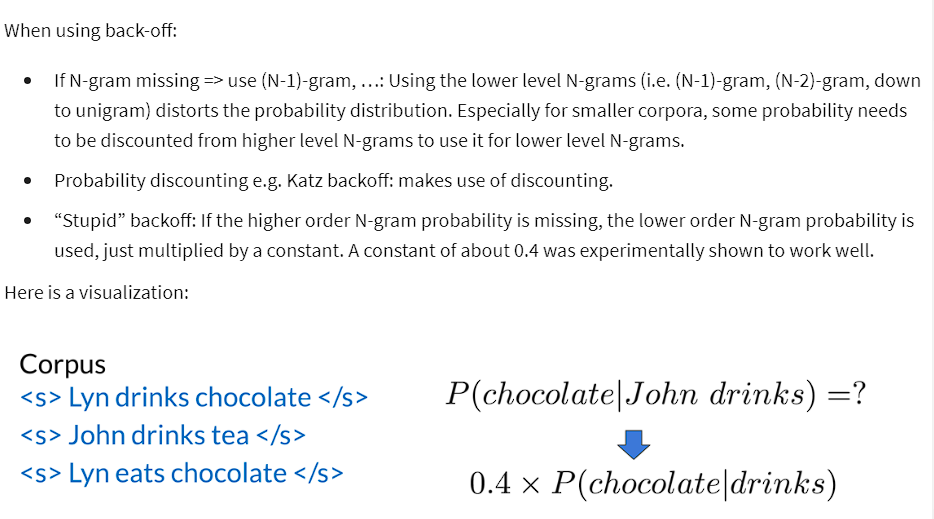 When using back-off:
• If N-gram missing => use (N-1)-gram, …: Using the lower level N-grams (i.e. (N-1)-gram, (N-2)-gram, down
to unigram) distorts the probability distribution. Especially for smaller corpora, some probability needs
to be discounted from higher level N-grams to use it for lower level N-grams.
• Probability discounting e.g. Katz backoff: makes use of discounting.
• “Stupid” backoff: If the higher order N-gram probability is missing, the lower order N-gram probability is
used, just multiplied by a constant. A constant of about 0.4 was experimentally shown to work well.
Here is a visualization:
Corpus
<s> Lyn drinks chocolate </s>
<s> John drinks tea </s>
<s> Lyn eats chocolate </s>
P(chocolate|John drinks) =?
0.4 × P(chocolate|drinks)